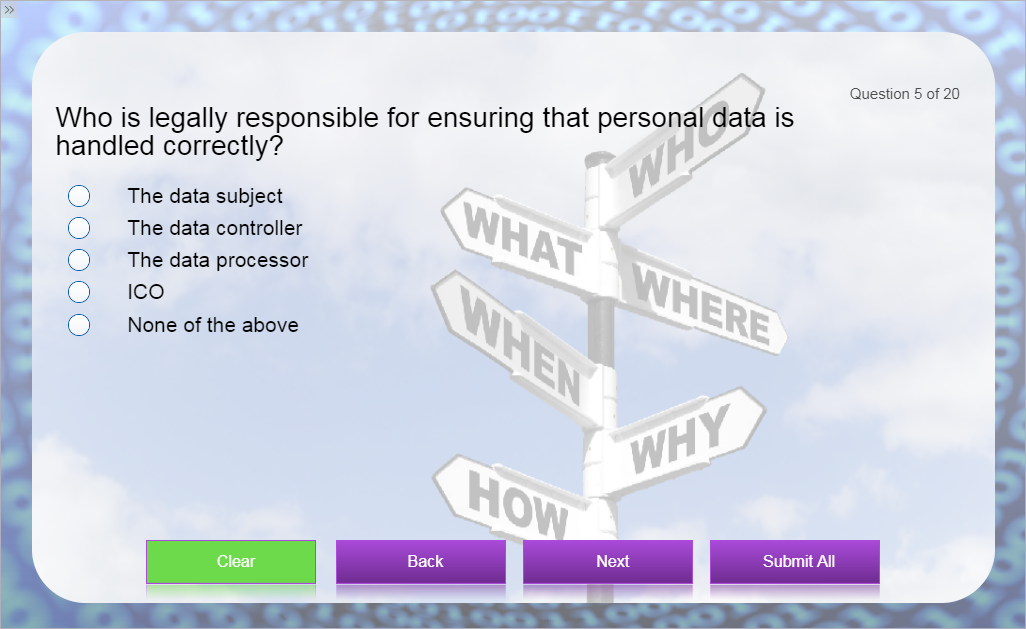 »
Question 5 of 20
Who is legally responsible for ensuring that personal data is
handled correctly?
The data subject
The data controller
The data processor
ICO
None of the above
WHO
WHAT
WHERE
WHEN
WHY
HOW
Clear
Back
Next
Submit All